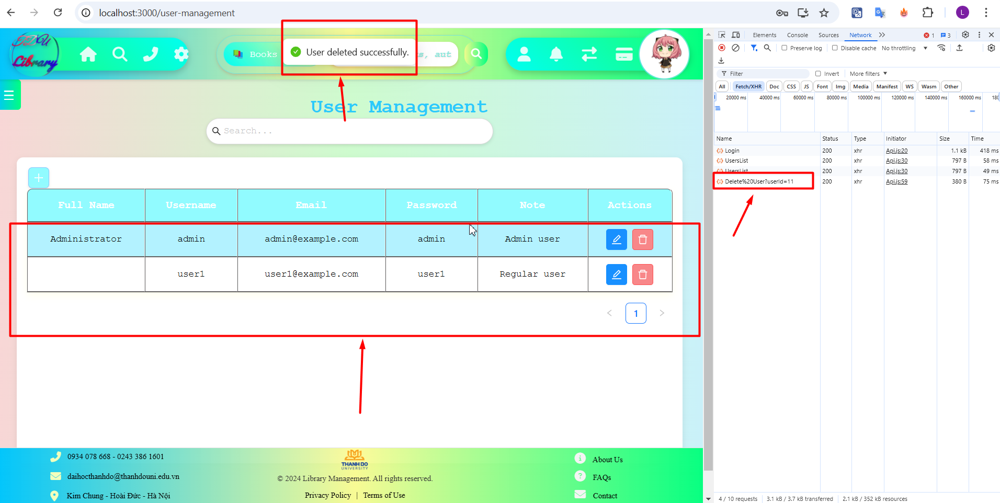 localhost:3000/user-management
L
TDU
Library
Books
User deleted successfully.
s, aut
User Management
Search...
Full Name Username Email Password Note Actions
Administrator admin admin@example.com admin Admin user
user1 user1@example.com user1 Regular user
1
0934 078 668 - 0243 386 1601
daihocthanhdo@thanhdouni.edu.vn
Kim Chung - Hoài Đức - Hà Nội
THANH DO
UNIVERSITY
© 2024 Library Management. All rights reserved.
Privacy Policy | Terms of Use
About Us
FAQs
Contact
Elements Console Sources Network 1 3
Preserve log Disable cache No throttling
Filter Invert More filters
All Fetch/XHR Doc CSS JS Font Img Media Manifest WS Wasm Other
20000 ms 40000 ms 60000 ms 80000 ms 100000 ms 120000 ms 140000 ms 160000 ms 180
Name Status Type Initiator Size Time
Login 200 xhr Api.js:20 1.1 kB 418 ms
UsersList 200 xhr Api.js:30 797 B 58 ms
UsersList 200 xhr Api.js:30 797 B 49 ms
Delete%20User?userId=11 200 xhr Api.js:59 380 B 75 ms
4 / 10 requests 3.1 kB / 3.7 kB transferred 2.1 kB / 352 kB resources